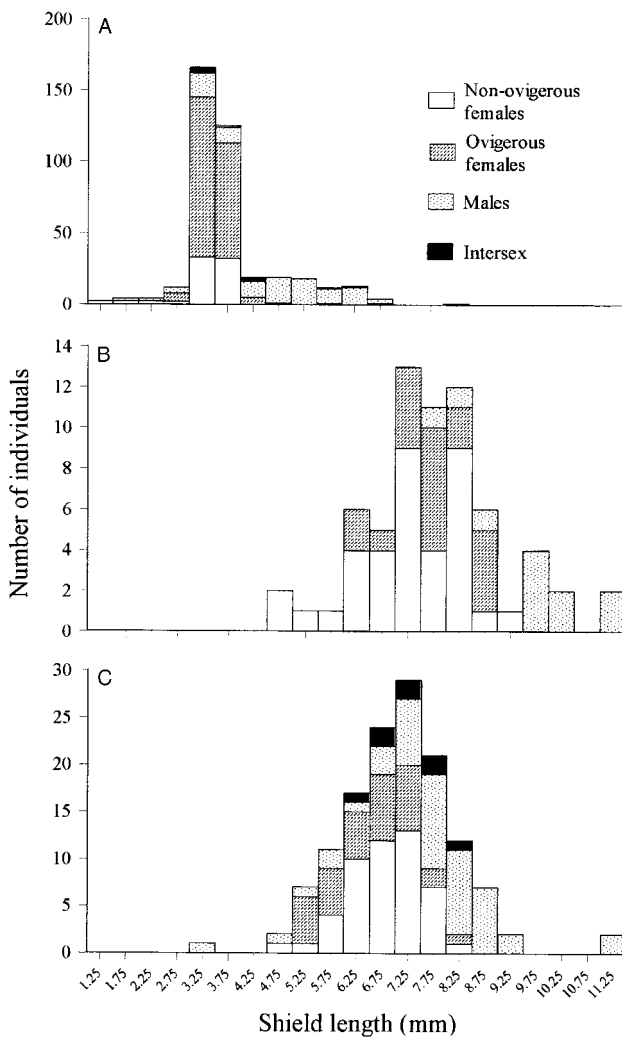 A
200
150
100
50
0
Non-ovigerous
females
Ovigerous
females
Males
Intersex
B
14
12
10
8
6
4
2
0
Number of individuals
C
30
25
20
15
10
5
0
1.25 1.75 2.25 2.75 3.25 3.75 4.25 4.75 5.25 5.75 6.25 6.75 7.25 7.75 8.25 8.75 9.25 9.75 10.25 10.75 11.25
Shield length (mm)